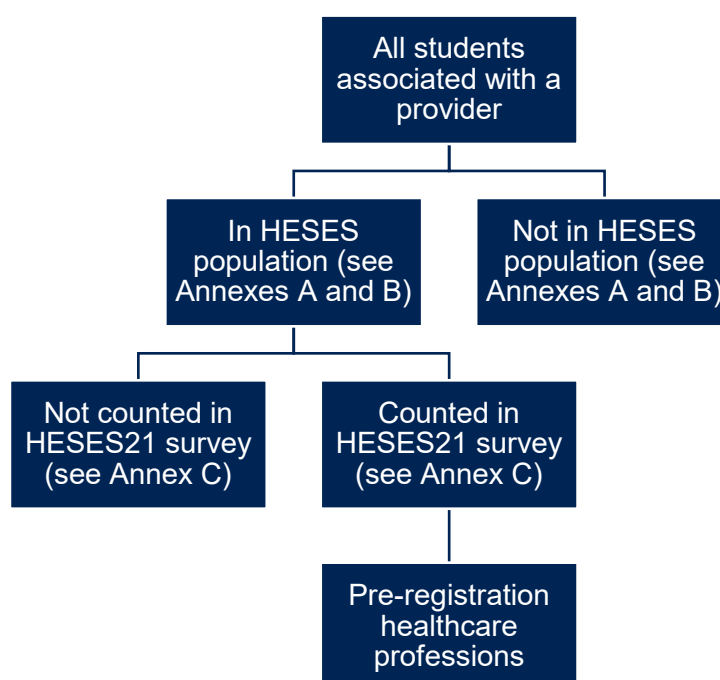 All students
associated with a
provider
In HESES
population (see
Annexes A and B)
Not in HESES
population (see
Annexes A and B)
Not counted in
HESES21 survey
(see Annex C)
Counted in
HESES21 survey
(see Annex C)
Pre-registration
healthcare
professions